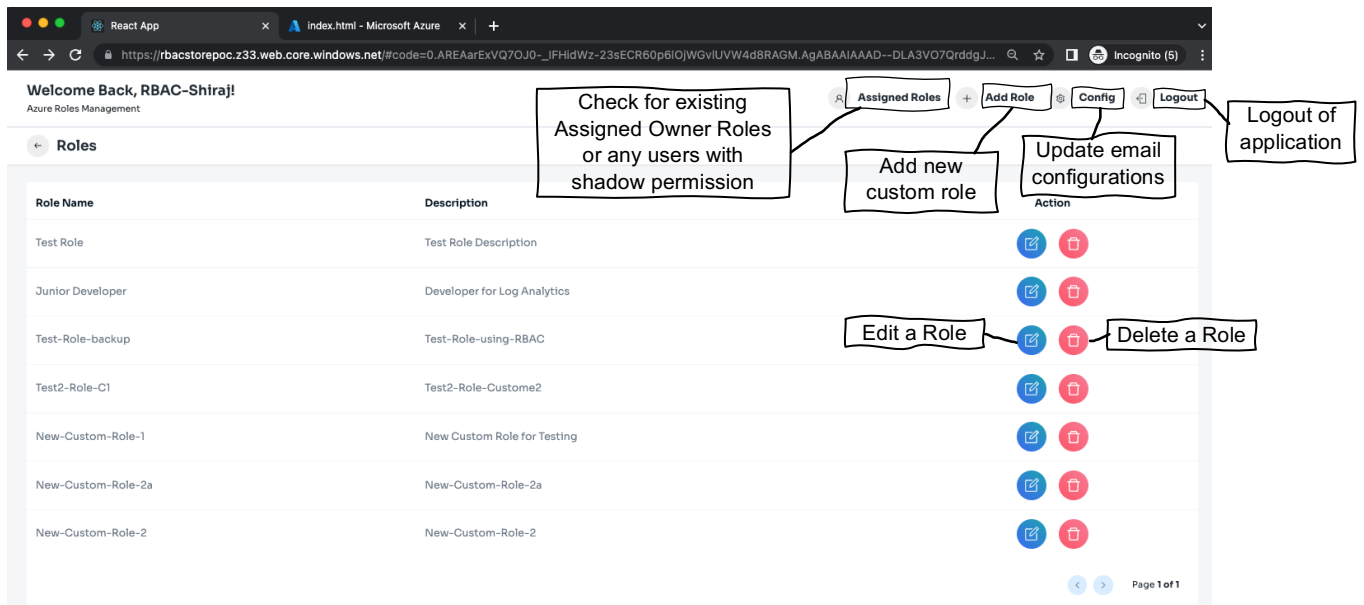 React App
index.html - Microsoft Azure
https://rbacstorepoc.z33.web.core.windows.net/#code=0.AREAarExVQ7OJ0-_IFHidWz-23sECR60p6IOjWGvlUVW4d8RAGM.AgABAAIAAAD--DLA3VO7QrddgJ...
Incognito (5)
Welcome Back, RBAC-Shiraj!
Azure Roles Management
Assigned Roles
Add Role
Config
Logout
Check for existing
Assigned Owner Roles
or any users with
shadow permission
Add new
custom role
Update email
configurations
Logout of
application
Roles
Role Name Description Action
Test Role Test Role Description
Junior Developer Developer for Log Analytics
Test-Role-backup Test-Role-using-RBAC
Edit a Role
Delete a Role
Test2-Role-C1 Test2-Role-Custome2
New-Custom-Role-1 New Custom Role for Testing
New-Custom-Role-2a New-Custom-Role-2a
New-Custom-Role-2 New-Custom-Role-2
Page 1 of 1